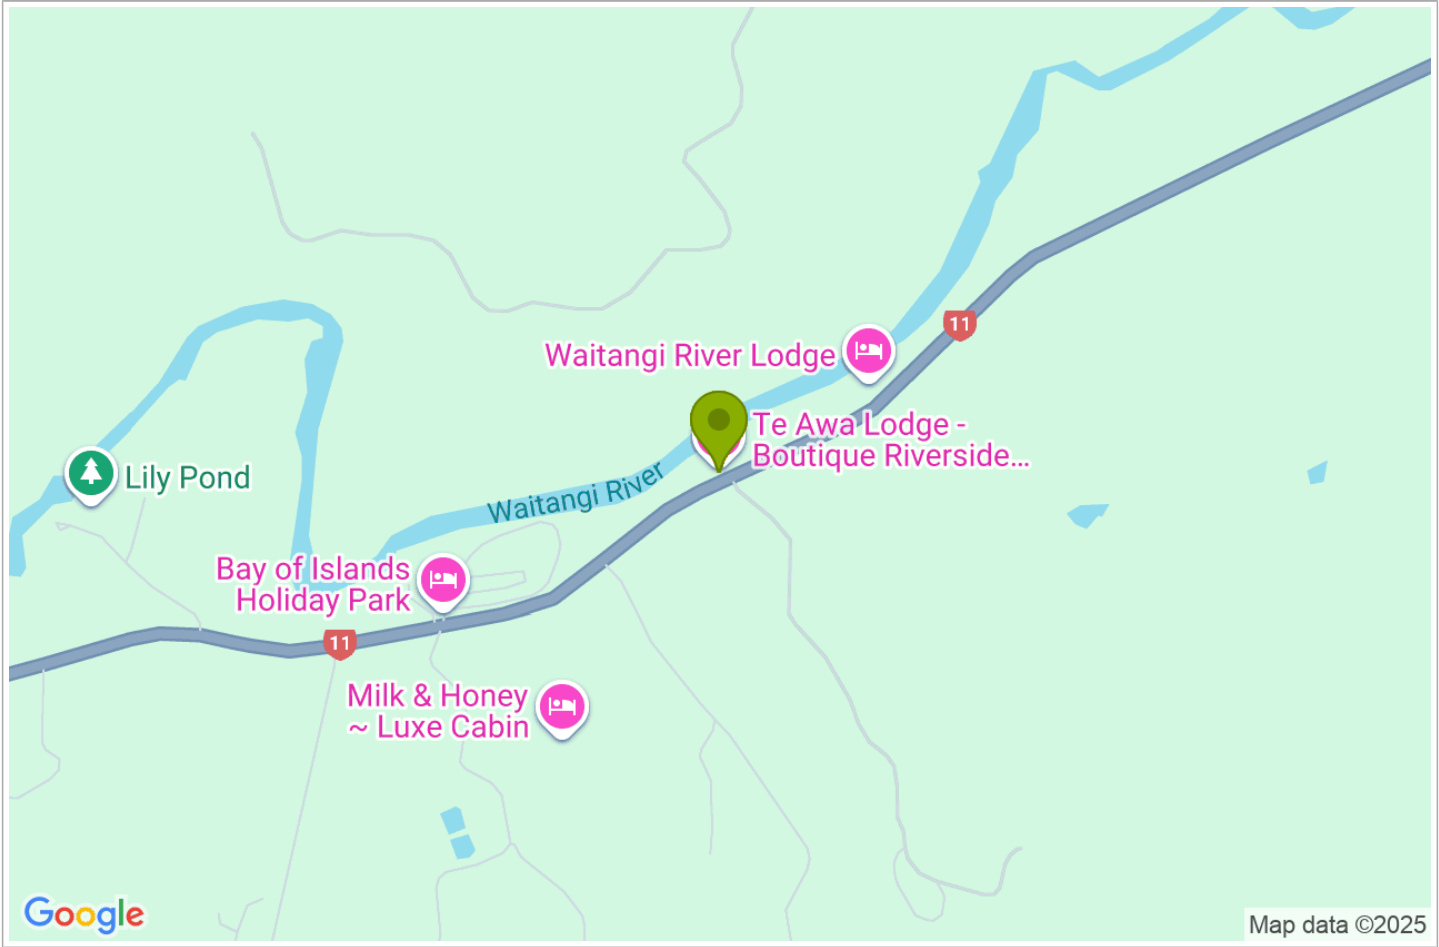 11
Waitangi River Lodge
Te Awa Lodge -
Boutique Riverside...
Lily Pond
Waitangi River
Bay of Islands
Holiday Park
11
Milk & Honey
~ Luxe Cabin
Google
Map data ©2025